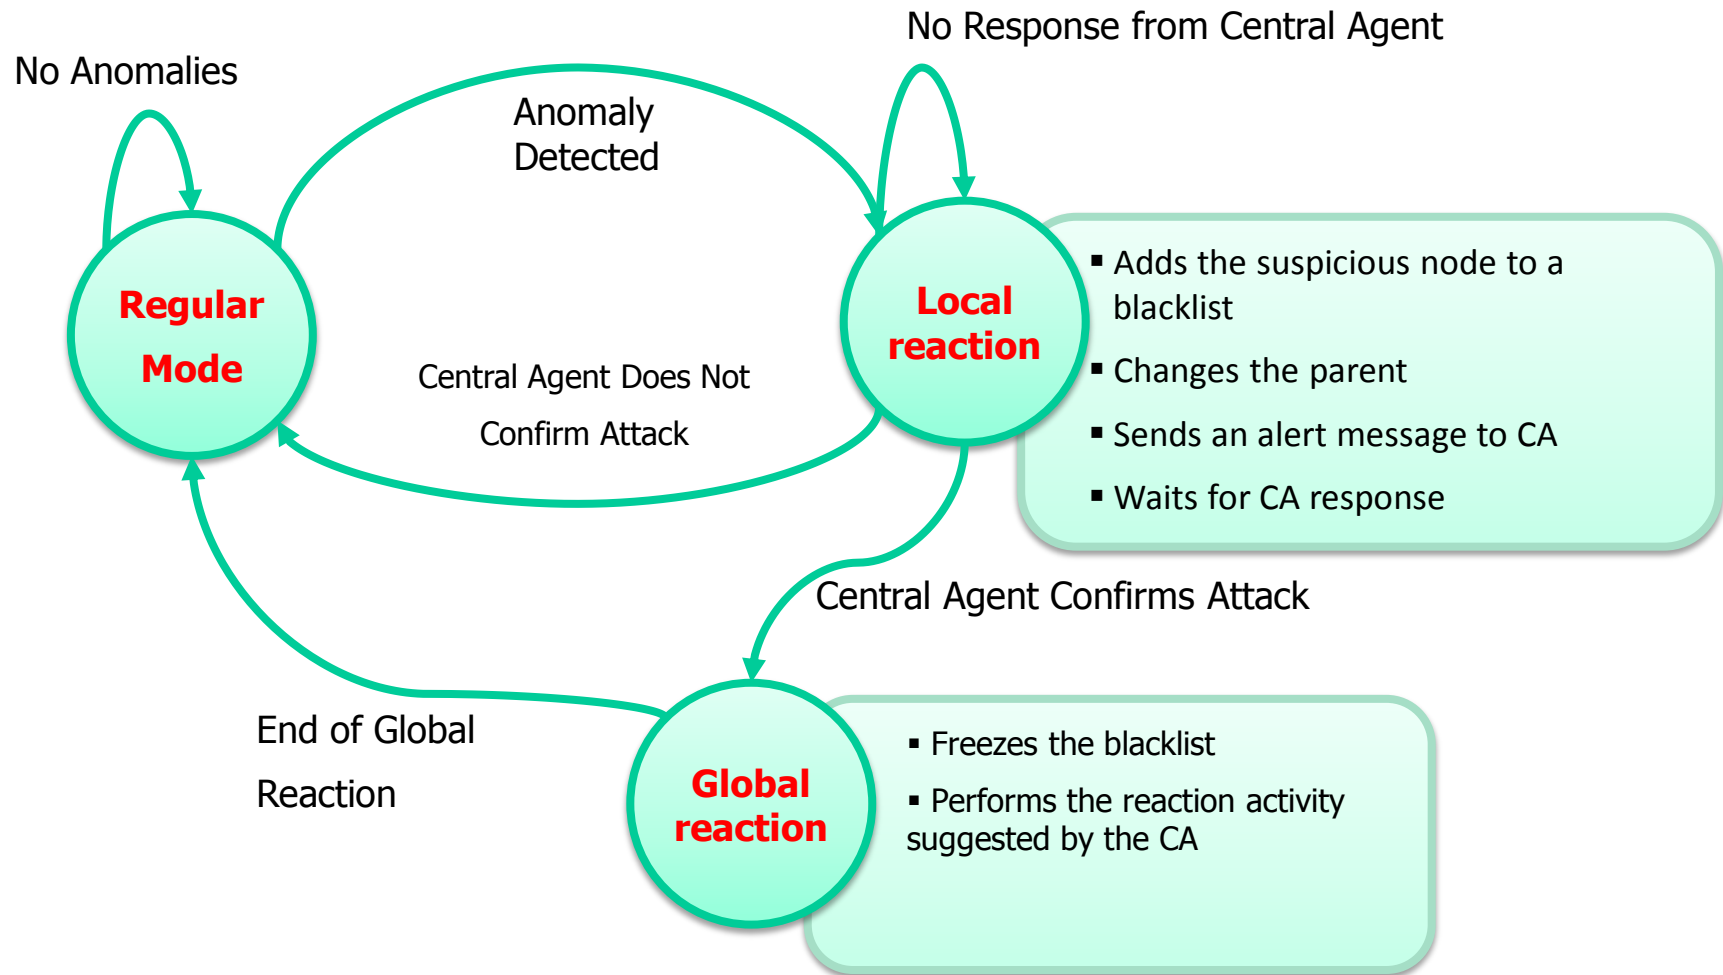 No Response from Central Agent
No Anomalies
Anomaly
Detected
Regular
Mode
Local
reaction
▪ Adds the suspicious node to a
blacklist
▪ Changes the parent
▪ Sends an alert message to CA
▪ Waits for CA response
Central Agent Does Not
Confirm Attack
Central Agent Confirms Attack
End of Global
Reaction
Global
reaction
▪ Freezes the blacklist
▪ Performs the reaction activity
suggested by the CA